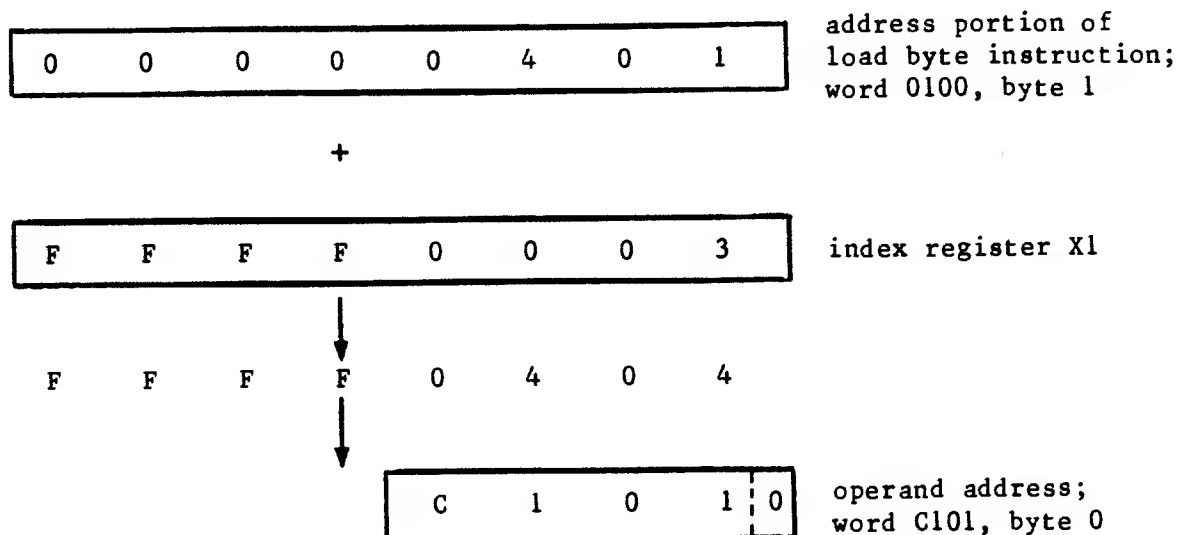 address portion of
0 0 0 0 0 4 0 1 load byte instruction;
word 0100, byte 1
+
F F F F 0 0 0 3 index register X1
F F F F 0 4 0 4
C 1 0 1 0 operand address;
word C101, byte 0